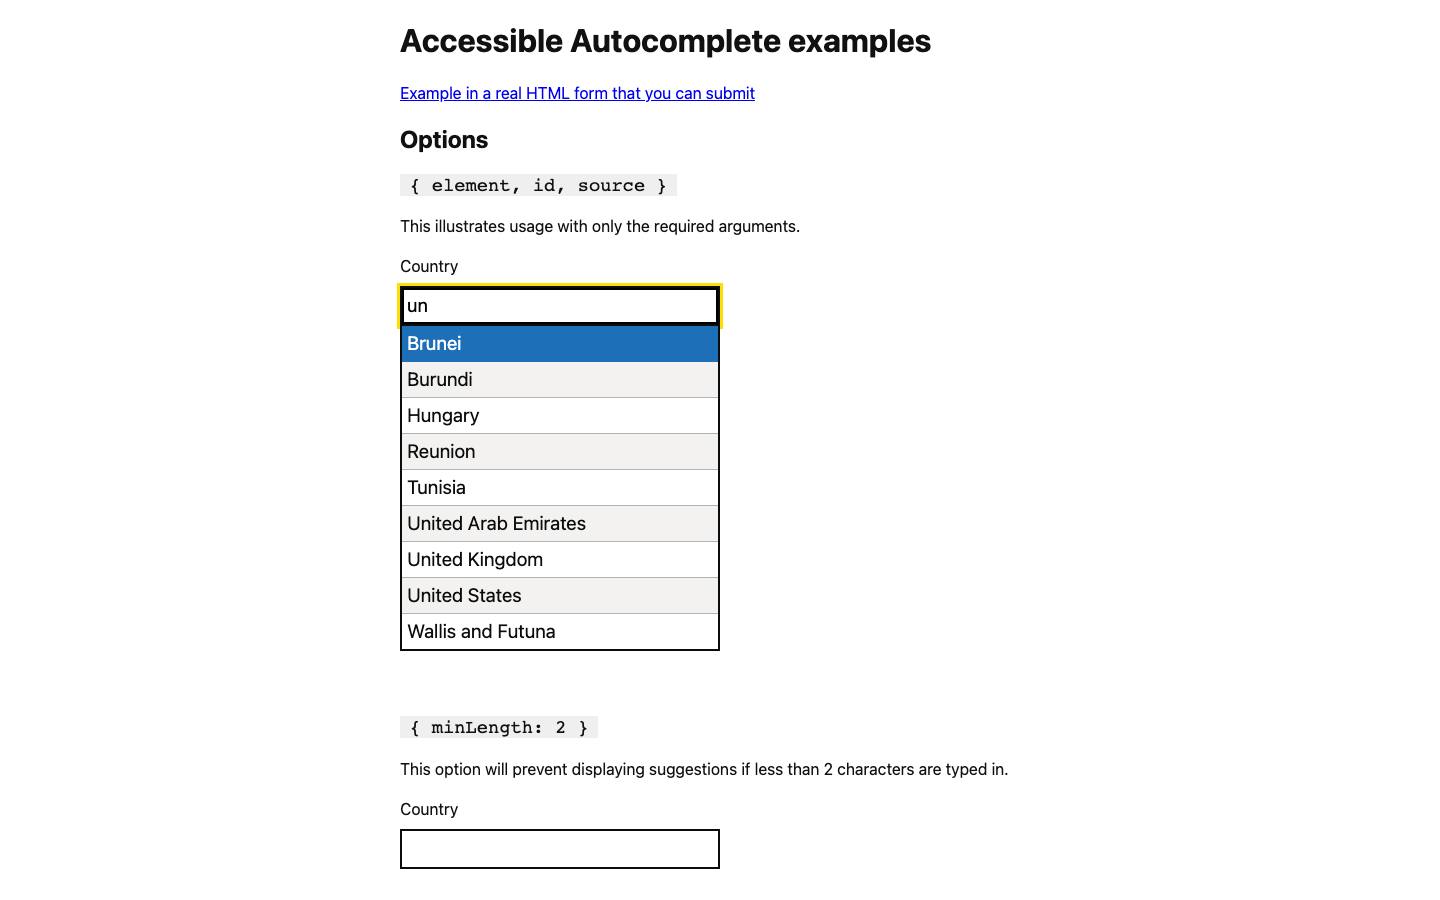 Accessible Autocomplete examples
Example in a real HTML form that you can submit
Options
{ element, id, source }
This illustrates usage with only the required arguments.
Country
un
Brunei
Burundi
Hungary
Reunion
Tunisia
United Arab Emirates
United Kingdom
United States
Wallis and Futuna
{ minLength: 2 }
This option will prevent displaying suggestions if less than 2 characters are typed in.
Country